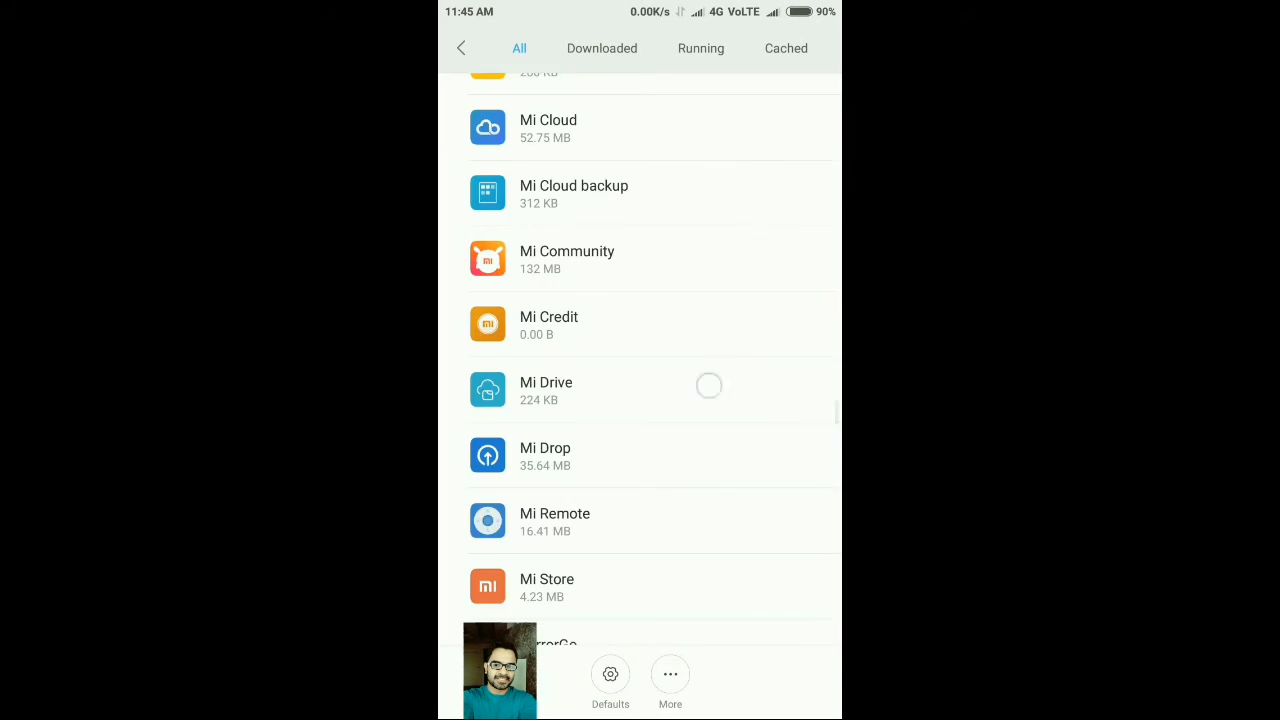 11:45 AM 0.00K/s 4G VoLTE 90%
All Downloaded Running Cached
Mi Cloud
52.75 MB
Mi Cloud backup
312 KB
Mi Community
132 MB
Mi Credit
0.00 B
Mi Drive
224 KB
Mi Drop
35.64 MB
Mi Remote
16.41 MB
Mi Store
4.23 MB
Defaults More